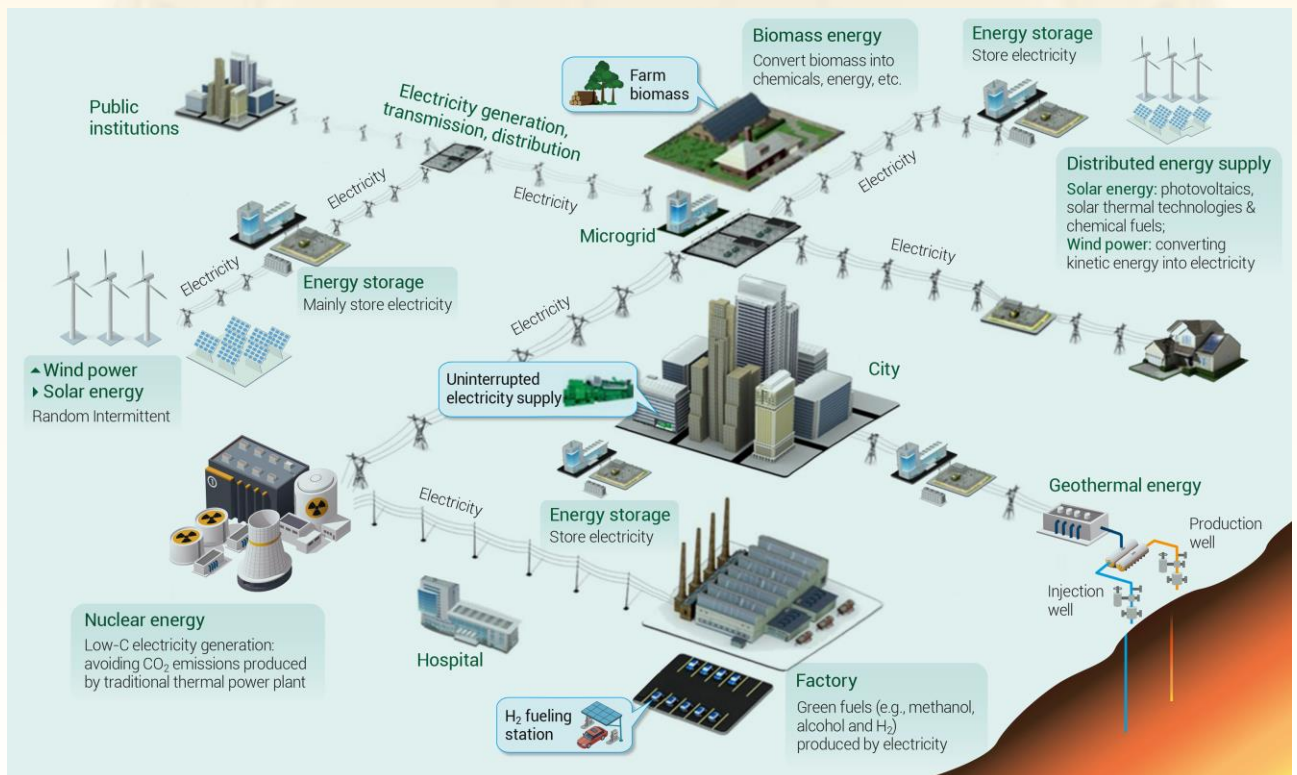 Public
institutions
Electricity generation,
transmission, distribution
Farm
biomass
Biomass energy
Convert biomass into
chemicals, energy, etc.
Energy storage
Store electricity
Distributed energy supply
Solar energy: photovoltaics,
solar thermal technologies &
chemical fuels;
Wind power: converting
kinetic energy into electricity
Electricity
Electricity
Electricity
Microgrid
Electricity
Electricity
Energy storage
Mainly store electricity
Electricity
▲ Wind power
▶ Solar energy
Random Intermittent
Uninterrupted
electricity supply
City
Electricity
Energy storage
Store electricity
Geothermal energy
Production
well
Injection
well
Nuclear energy
Low-C electricity generation:
avoiding CO₂ emissions produced
by traditional thermal power plant
Hospital
H₂ fueling
station
Factory
Green fuels (e.g., methanol,
alcohol and H₂)
produced by electricity